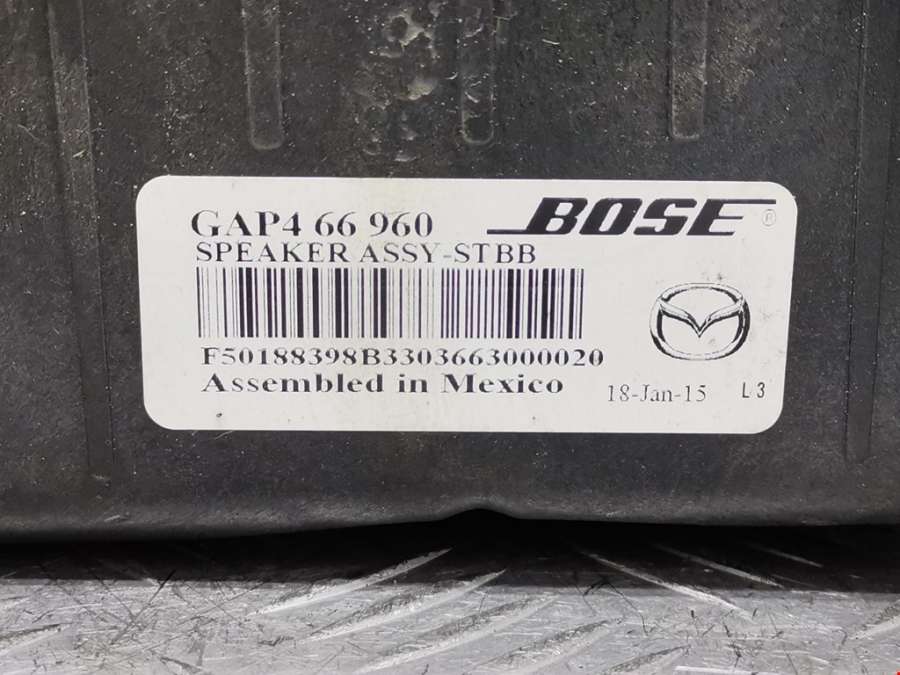 GAP4 66 960
BOSE ®
SPEAKER ASSY-STBB
F50188398B3303663000020
Assembled in Mexico
18-Jan-15 L3